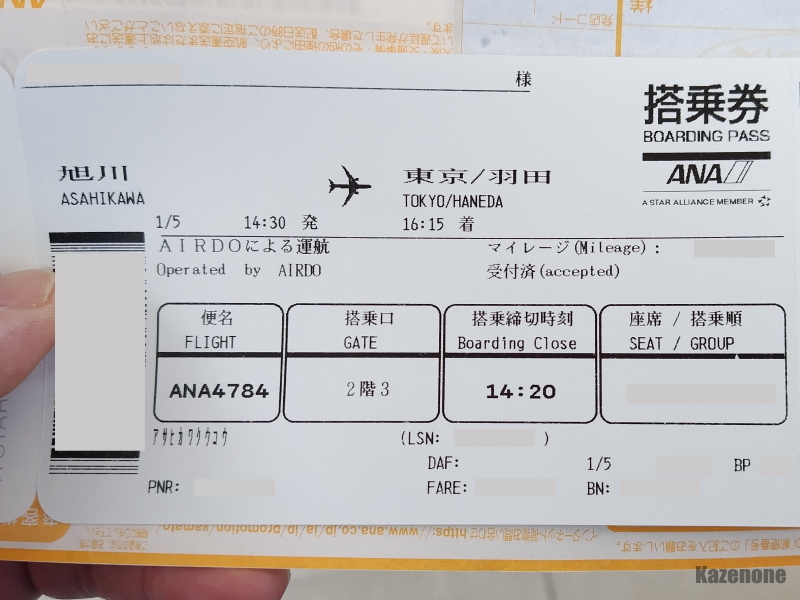 様
搭乗券
BOARDING PASS
ANA
A STAR ALLIANCE MEMBER
旭川
ASAHIKAWA
東京/羽田
TOKYO/HANEDA
1/5 14:30 発 16:15 着
AIRDOによる運航
Operated by AIRDO
マイレージ(Mileage):
受付済(accepted)
便名
FLIGHT
ANA4784
搭乗口
GATE
2階3
搭乗締切時刻
Boarding Close
14:20
座席 / 搭乗順
SEAT / GROUP
アサヒカワクウコウ
(LSN: )
DAF: 1/5 BP
PNR: FARE: BN:
Kazenone